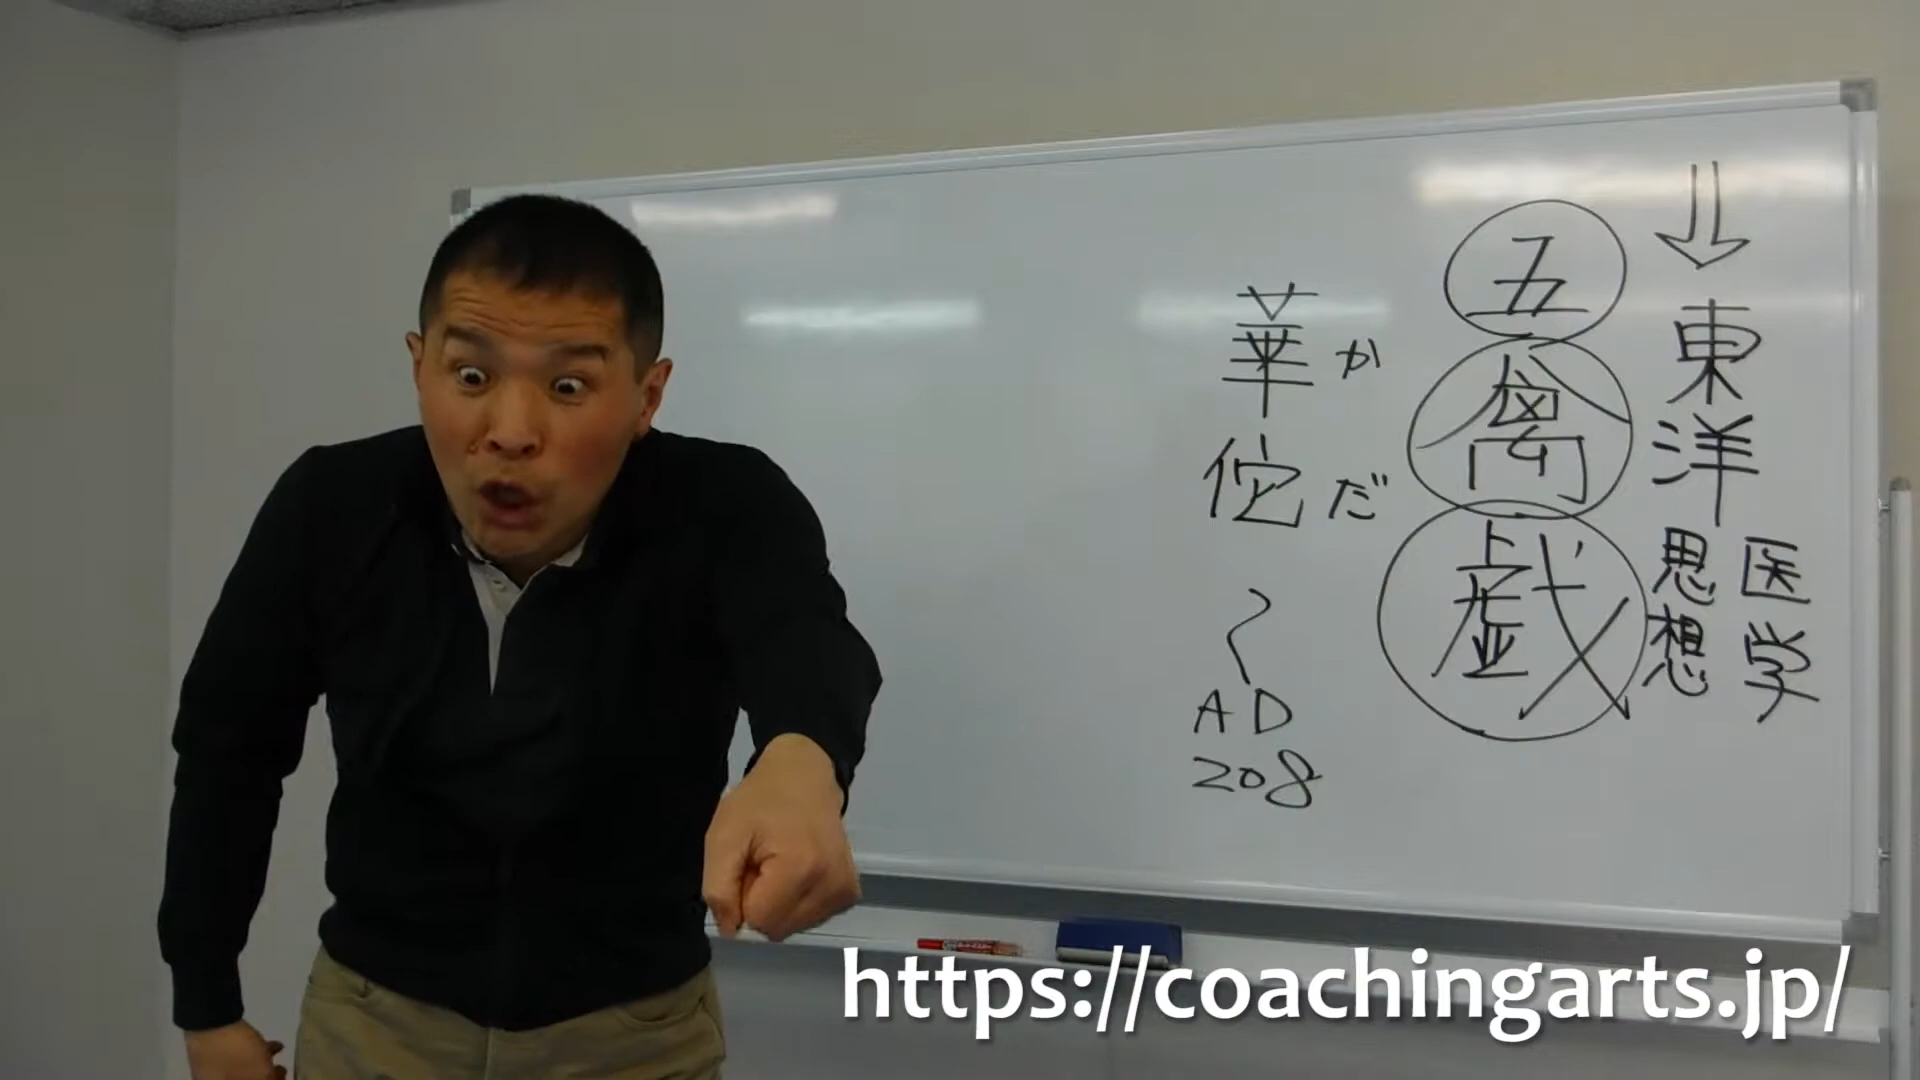 東洋
医学
思想
五禽戯
華佗
かだ
〜
AD
208
https://coachingarts.jp/